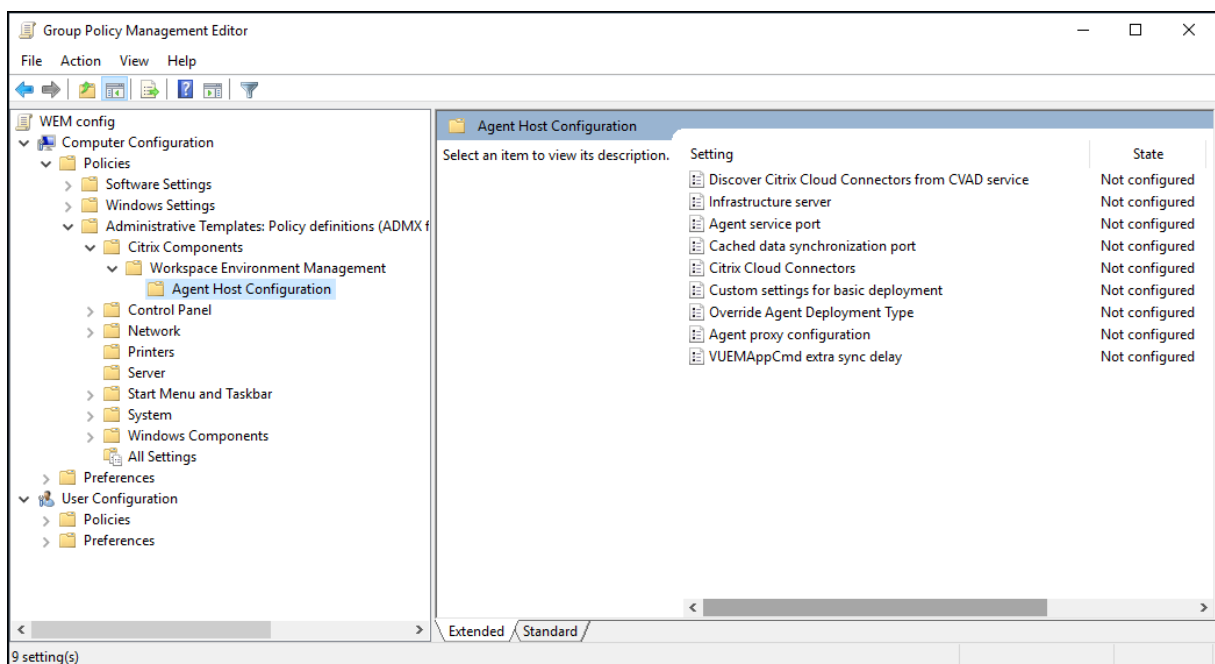 Group Policy Management Editor
File Action View Help
WEM config
Computer Configuration
Policies
Software Settings
Windows Settings
Administrative Templates: Policy definitions (ADMX f
Citrix Components
Workspace Environment Management
Agent Host Configuration
Control Panel
Network
Printers
Server
Start Menu and Taskbar
System
Windows Components
All Settings
Preferences
User Configuration
Policies
Preferences
Agent Host Configuration
Select an item to view its description.
Setting State
Discover Citrix Cloud Connectors from CVAD service Not configured
Infrastructure server Not configured
Agent service port Not configured
Cached data synchronization port Not configured
Citrix Cloud Connectors Not configured
Custom settings for basic deployment Not configured
Override Agent Deployment Type Not configured
Agent proxy configuration Not configured
VUEMAppCmd extra sync delay Not configured
Extended Standard
9 setting(s)